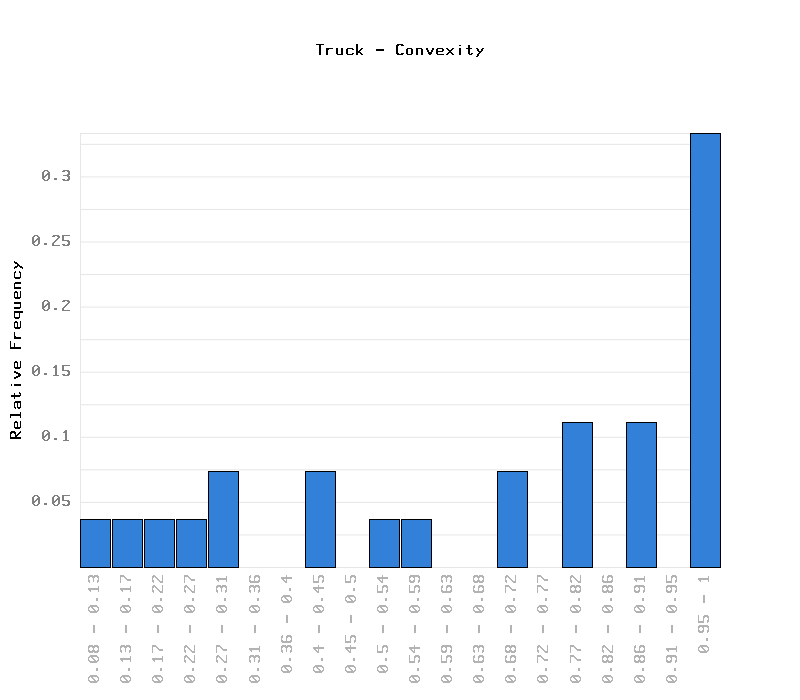 Truck - Convexity
Relative Frequency
0.3
0.25
0.2
0.15
0.1
0.05
0.08 - 0.13
0.13 - 0.17
0.17 - 0.22
0.22 - 0.27
0.27 - 0.31
0.31 - 0.36
0.36 - 0.4
0.4 - 0.45
0.45 - 0.5
0.5 - 0.54
0.54 - 0.59
0.59 - 0.63
0.63 - 0.68
0.68 - 0.72
0.72 - 0.77
0.77 - 0.82
0.82 - 0.86
0.86 - 0.91
0.91 - 0.95
0.95 - 1